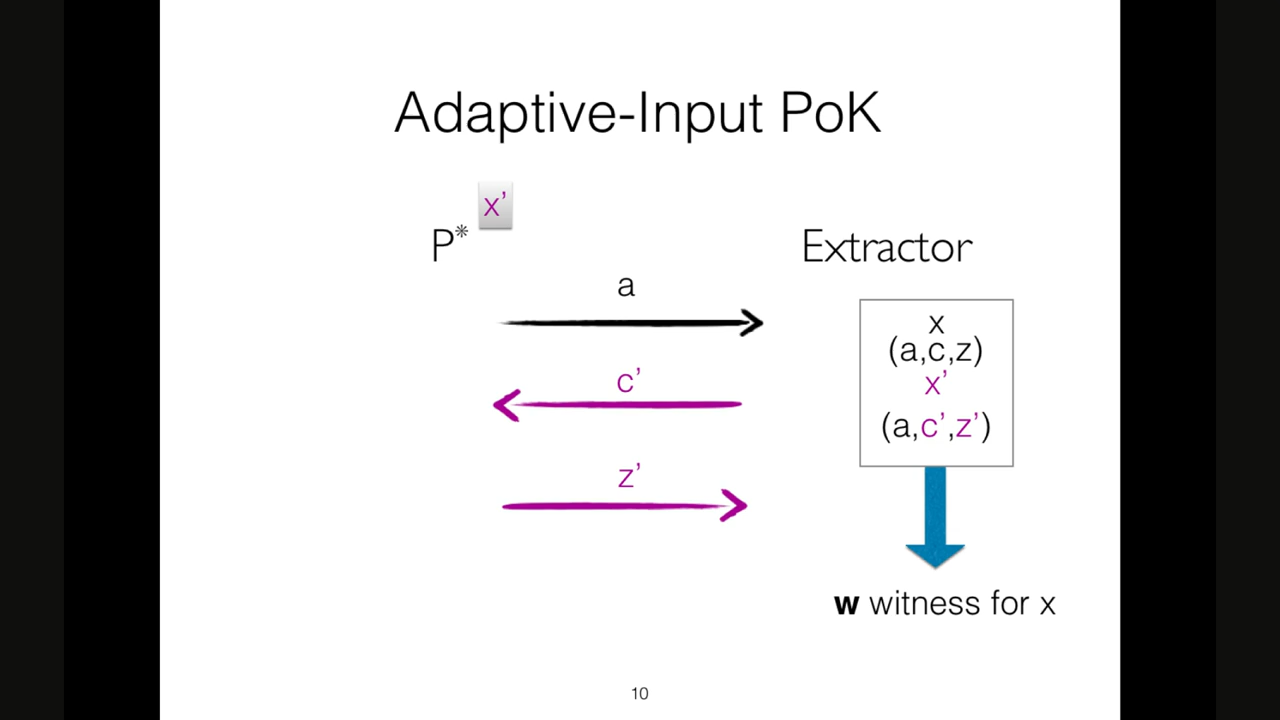 Adaptive-Input PoK
x’
P*
Extractor
a
x
(a,c,z)
c’
x’
(a,c’,z’)
z’
w witness for x
10